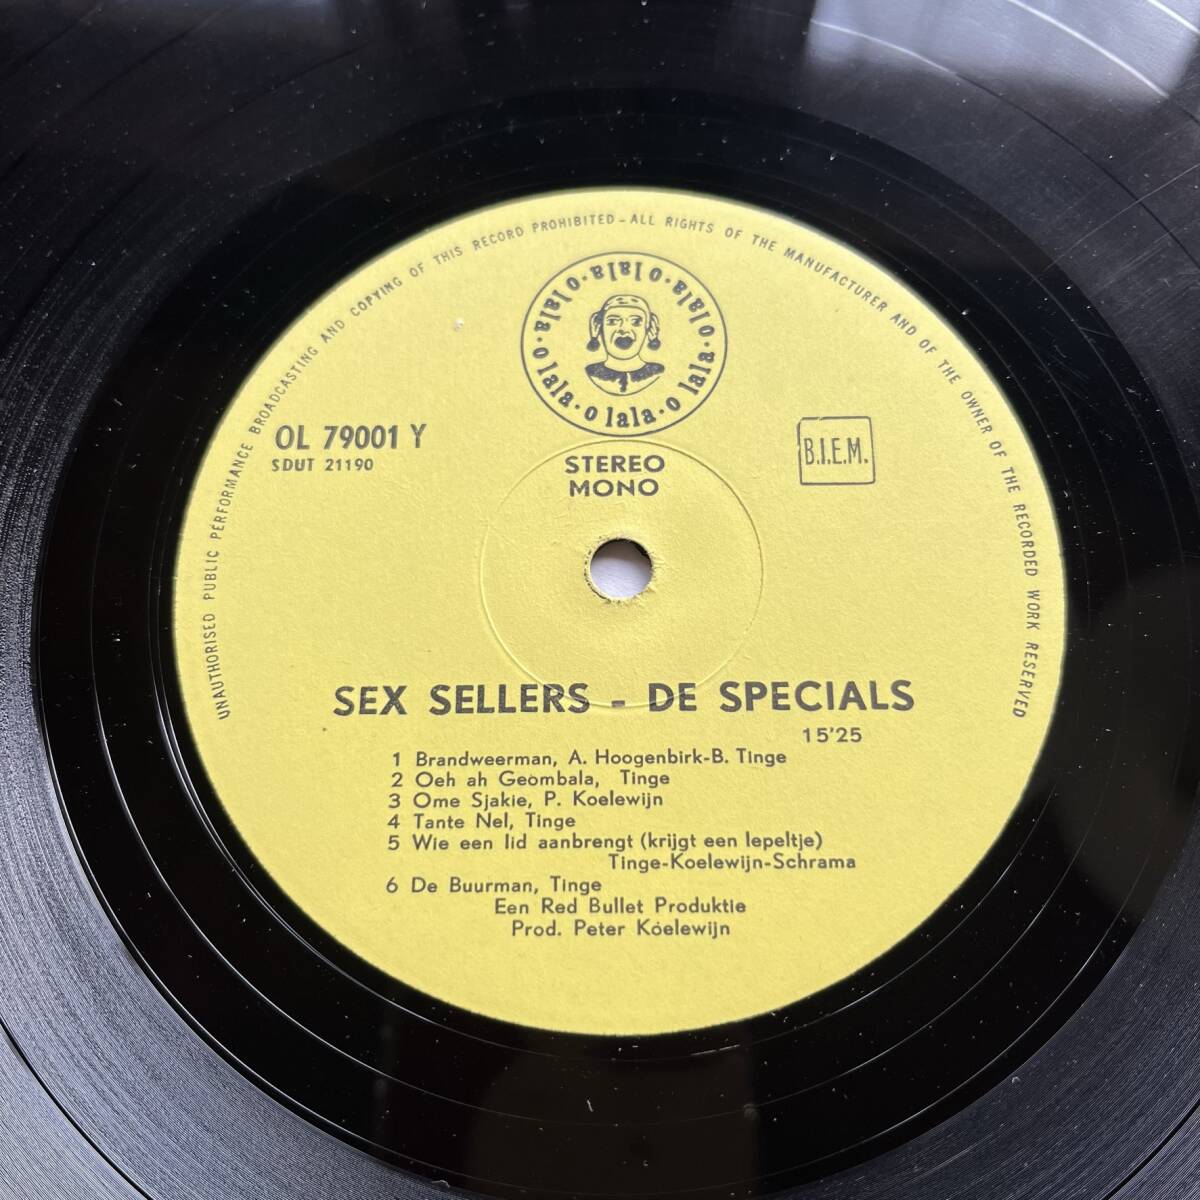 UNAUTHORISED PUBLIC PERFORMANCE BROADCASTING AND COPYING OF THIS RECORD PROHIBITED – ALL RIGHTS OF THE MANUFACTURER AND OF THE OWNER OF THE RECORDED WORK RESERVED
o lala · o lala · o lala · o lala · o lala · o lala ·
OL 79001 Y
SDUT 21190
STEREO
MONO
B.I.E.M.
SEX SELLERS - DE SPECIALS
15'25
1 Brandweerman, A. Hoogenbirk-B. Tinge
2 Oeh ah Geombala, Tinge
3 Ome Sjakie, P. Koelewijn
4 Tante Nel, Tinge
5 Wie een lid aanbrengt (krijgt een lepeltje)
Tinge-Koelewijn-Schrama
6 De Buurman, Tinge
Een Red Bullet Produktie
Prod. Peter Koelewijn